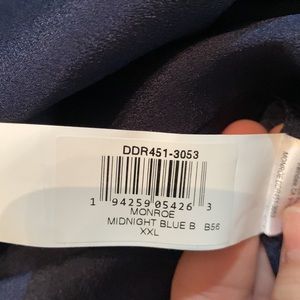 DDR451-3053
1 94259 05426 3
MONROE
MIDNIGHT BLUE B B56
XXL